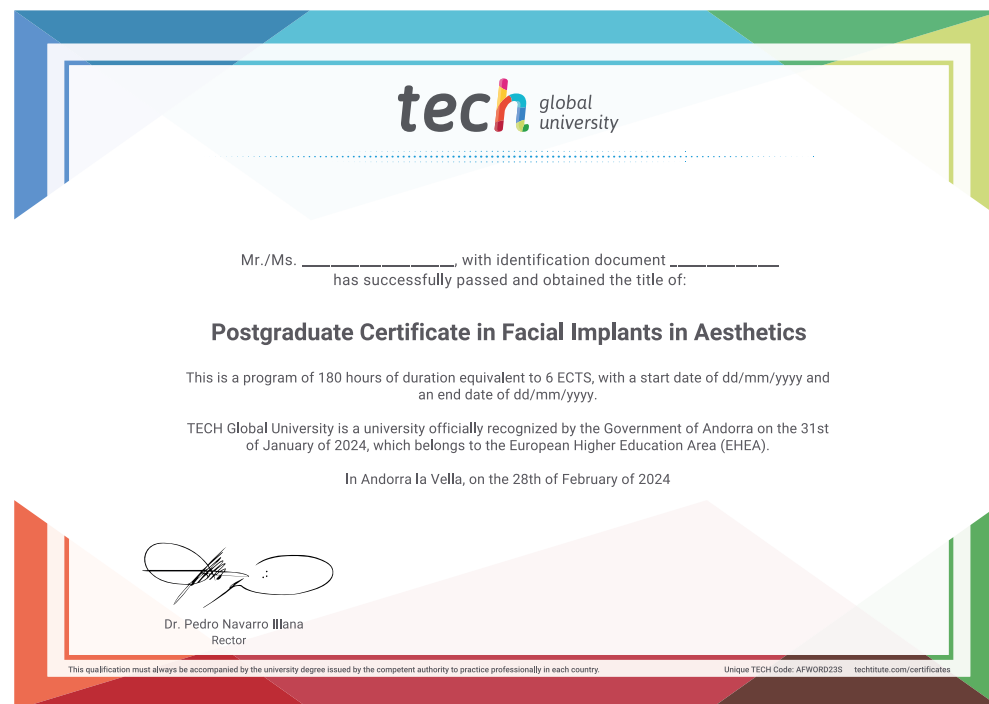 tech global
university
Mr./Ms. ________________, with identification document ____________
has successfully passed and obtained the title of:
Postgraduate Certificate in Facial Implants in Aesthetics
This is a program of 180 hours of duration equivalent to 6 ECTS, with a start date of dd/mm/yyyy and
an end date of dd/mm/yyyy.
TECH Global University is a university officially recognized by the Government of Andorra on the 31st
of January of 2024, which belongs to the European Higher Education Area (EHEA).
In Andorra la Vella, on the 28th of February of 2024
Dr. Pedro Navarro Illana
Rector
This qualification must always be accompanied by the university degree issued by the competent authority to practice professionally in each country.
Unique TECH Code: AFWORD23S techtitute.com/certificates